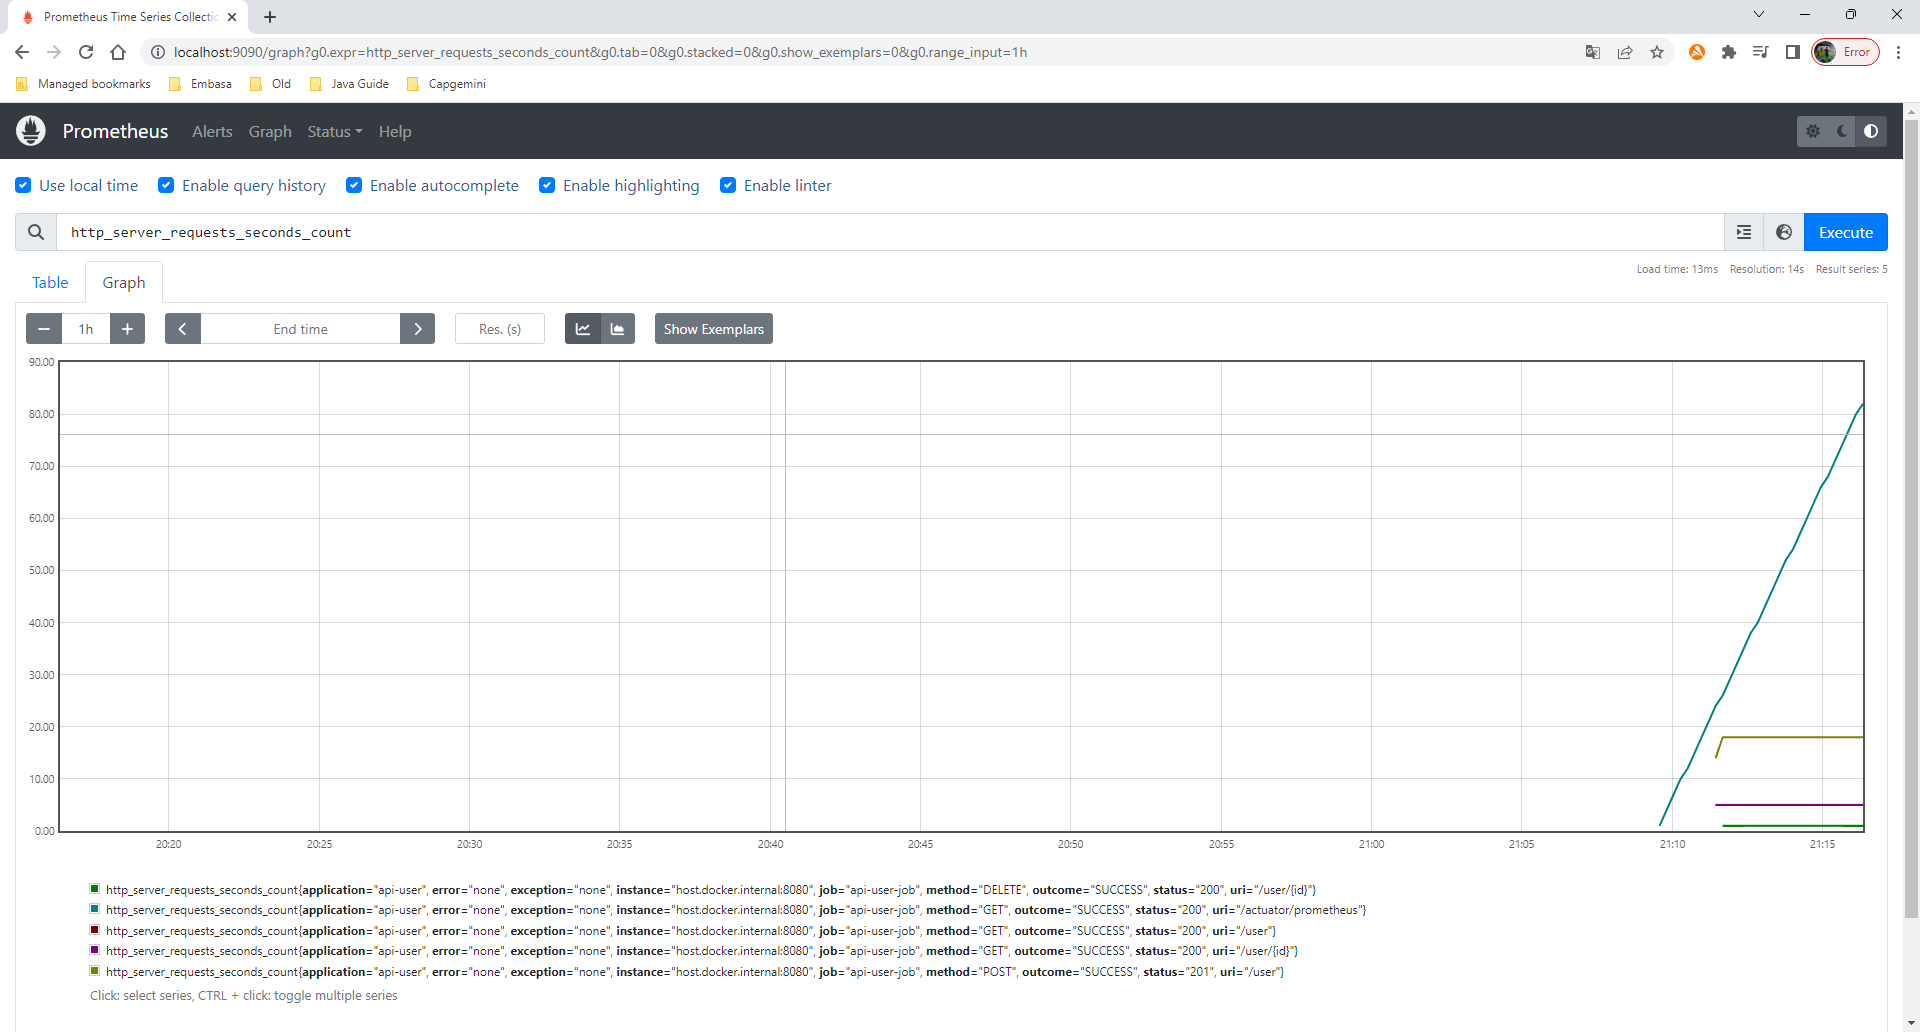 Prometheus Time Series Collectic
localhost:9090/graph?g0.expr=http_server_requests_seconds_count&g0.tab=0&g0.stacked=0&g0.show_exemplars=0&g0.range_input=1h
Error
Managed bookmarks Embasa Old Java Guide Capgemini
Prometheus Alerts Graph Status Help
Use local time Enable query history Enable autocomplete Enable highlighting Enable linter
http_server_requests_seconds_count Execute
Load time: 13ms Resolution: 14s Result series: 5
Table Graph
1h End time Res. (s) Show Exemplars
90.00
80.00
70.00
60.00
50.00
40.00
30.00
20.00
10.00
0.00
20:20 20:25 20:30 20:35 20:40 20:45 20:50 20:55 21:00 21:05 21:10 21:15
http_server_requests_seconds_count{application="api-user", error="none", exception="none", instance="host.docker.internal:8080", job="api-user-job", method="DELETE", outcome="SUCCESS", status="200", uri="/user/{id}"}
http_server_requests_seconds_count{application="api-user", error="none", exception="none", instance="host.docker.internal:8080", job="api-user-job", method="GET", outcome="SUCCESS", status="200", uri="/actuator/prometheus"}
http_server_requests_seconds_count{application="api-user", error="none", exception="none", instance="host.docker.internal:8080", job="api-user-job", method="GET", outcome="SUCCESS", status="200", uri="/user"}
http_server_requests_seconds_count{application="api-user", error="none", exception="none", instance="host.docker.internal:8080", job="api-user-job", method="GET", outcome="SUCCESS", status="200", uri="/user/{id}"}
http_server_requests_seconds_count{application="api-user", error="none", exception="none", instance="host.docker.internal:8080", job="api-user-job", method="POST", outcome="SUCCESS", status="201", uri="/user"}
Click: select series, CTRL + click: toggle multiple series